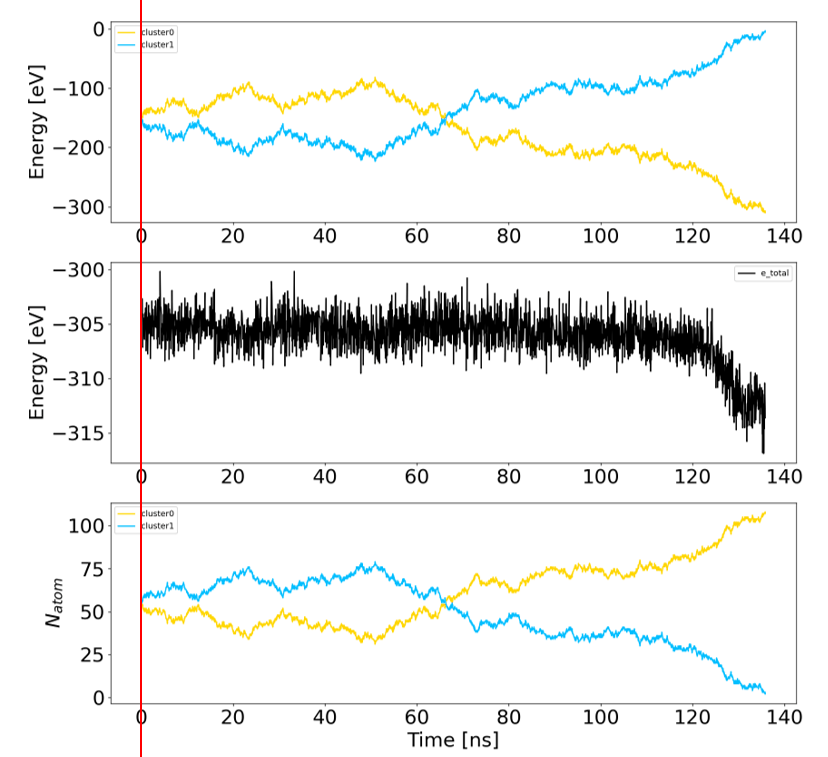 cluster0
cluster1
Energy [eV]
0
−100
−200
−300
0 20 40 60 80 100 120 140
e_total
Energy [eV]
−300
−305
−310
−315
0 20 40 60 80 100 120 140
cluster0
cluster1
N_atom
100
75
50
25
0
0 20 40 60 80 100 120 140
Time [ns]